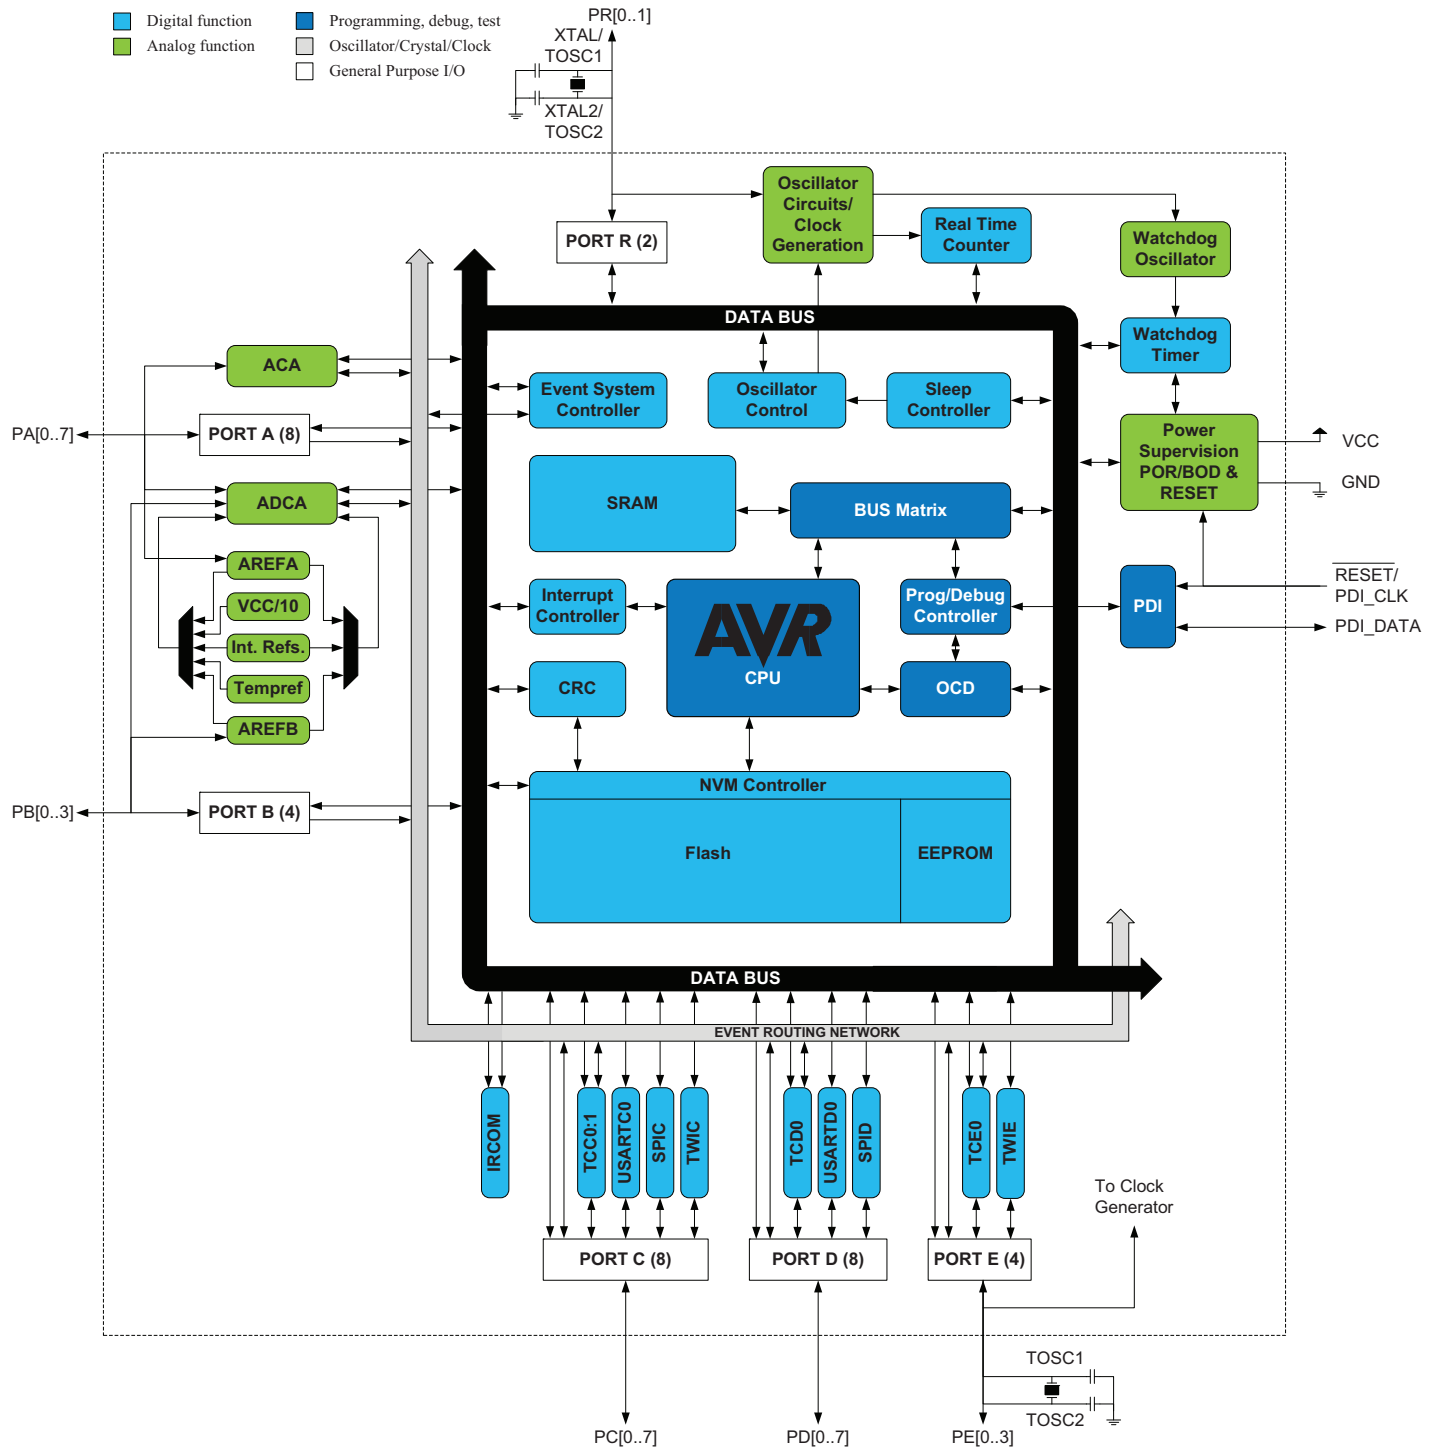 Digital function
Analog function
Programming, debug, test
Oscillator/Crystal/Clock
General Purpose I/O
PR[0..1]
XTAL/
TOSC1
XTAL2/
TOSC2
Oscillator
Circuits/
Clock
Generation
PORT R (2)
Real Time
Counter
Watchdog
Oscillator
DATA BUS
Watchdog
Timer
ACA
Event System
Controller
Oscillator
Control
Sleep
Controller
PA[0..7]
PORT A (8)
Power
Supervision
POR/BOD &
RESET
VCC
GND
ADCA
SRAM
BUS Matrix
AREFA
VCC/10
Int. Refs.
Tempref
AREFB
Interrupt
Controller
AVR
CPU
Prog/Debug
Controller
PDI
RESET/
PDI_CLK
PDI_DATA
CRC
OCD
NVM Controller
Flash
EEPROM
PB[0..3]
PORT B (4)
DATA BUS
EVENT ROUTING NETWORK
IRCOM
TCC0:1
USARTC0
SPIC
TWIC
TCD0
USARTD0
SPID
TCE0
TWIE
To Clock
Generator
PORT C (8)
PORT D (8)
PORT E (4)
TOSC1
TOSC2
PC[0..7]
PD[0..7]
PE[0..3]